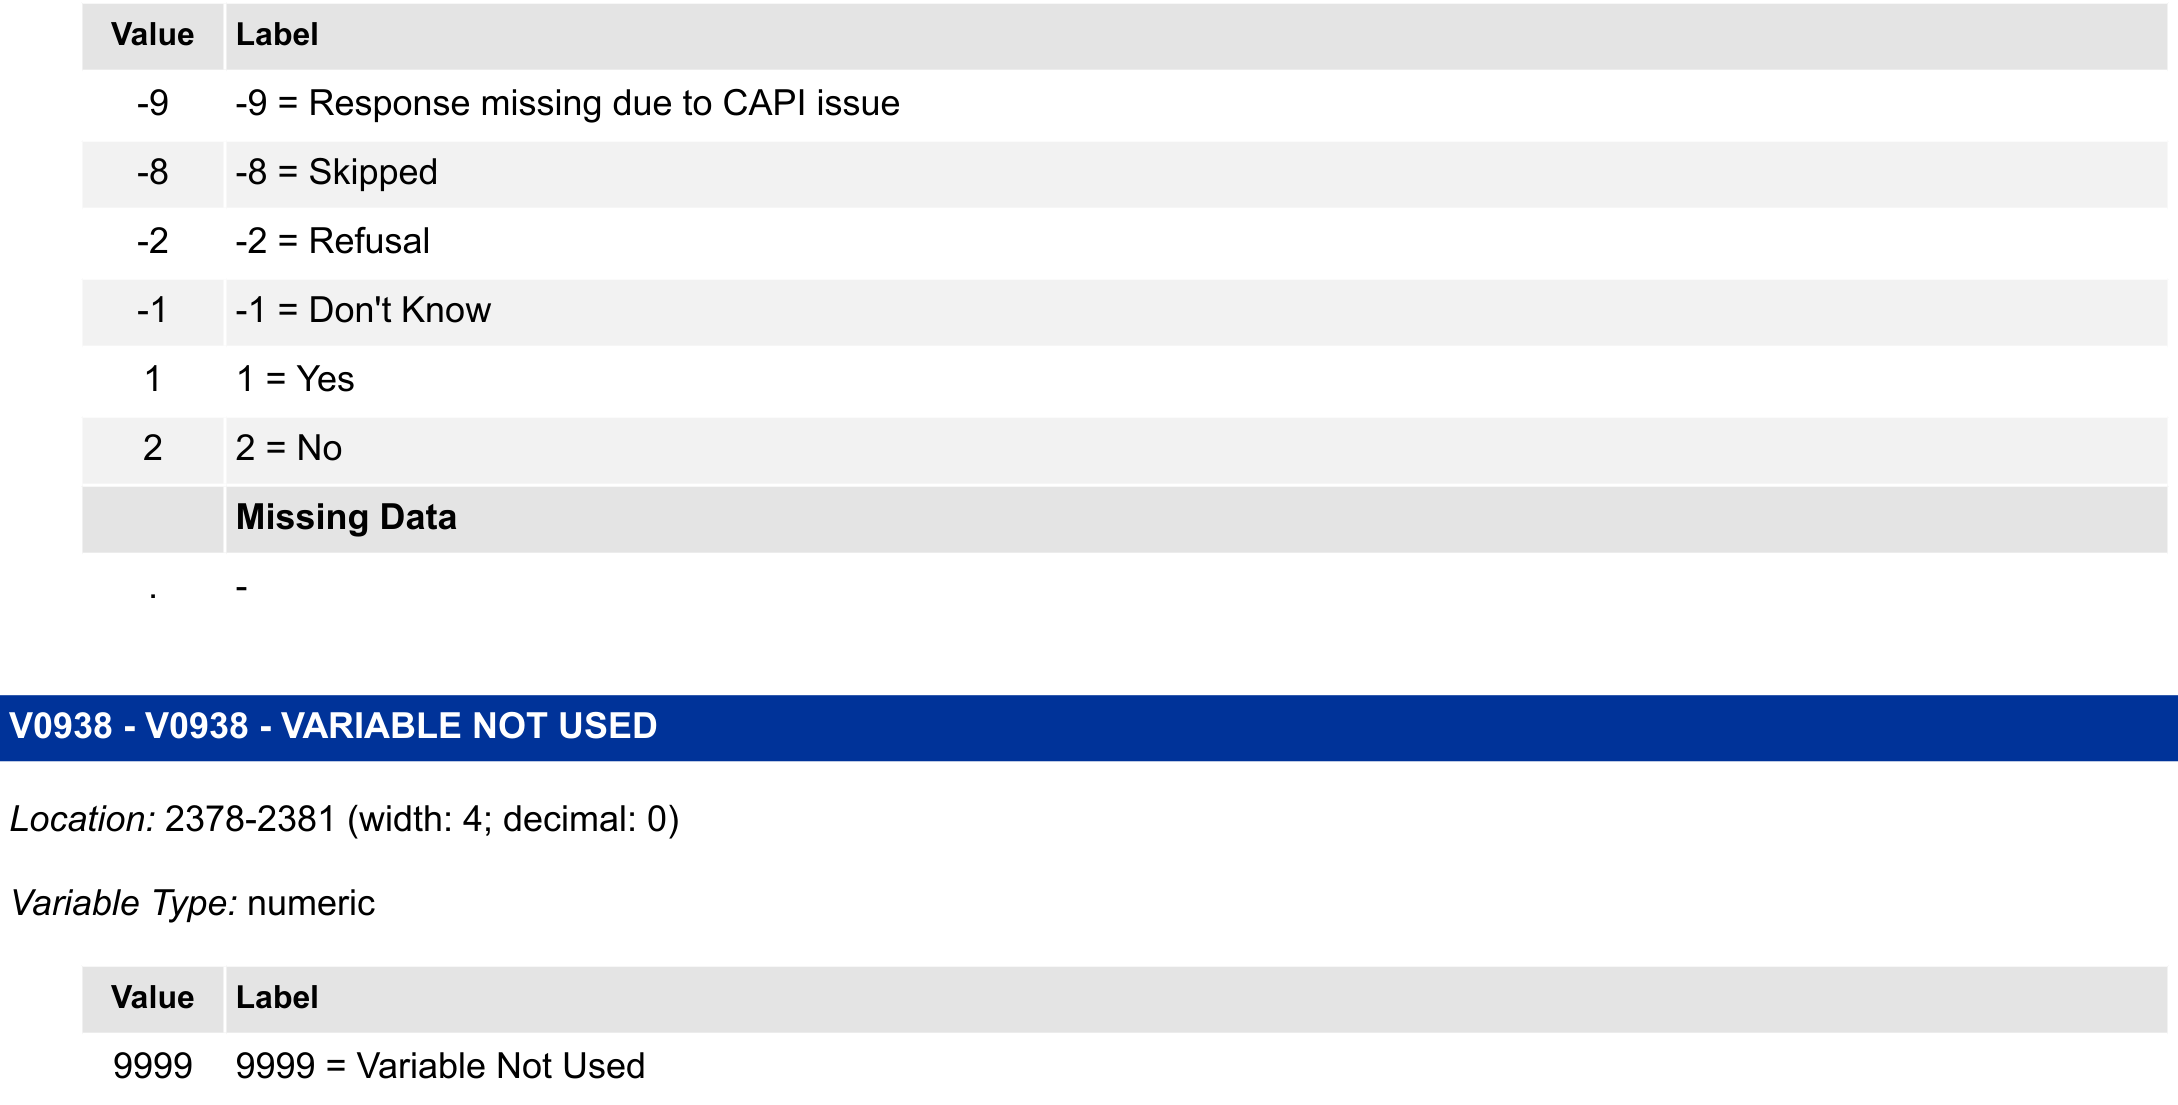 Value Label
-9 -9 = Response missing due to CAPI issue
-8 -8 = Skipped
-2 -2 = Refusal
-1 -1 = Don't Know
1 1 = Yes
2 2 = No
Missing Data
. -
V0938 - V0938 - VARIABLE NOT USED
Location: 2378-2381 (width: 4; decimal: 0)
Variable Type: numeric
Value Label
9999 9999 = Variable Not Used